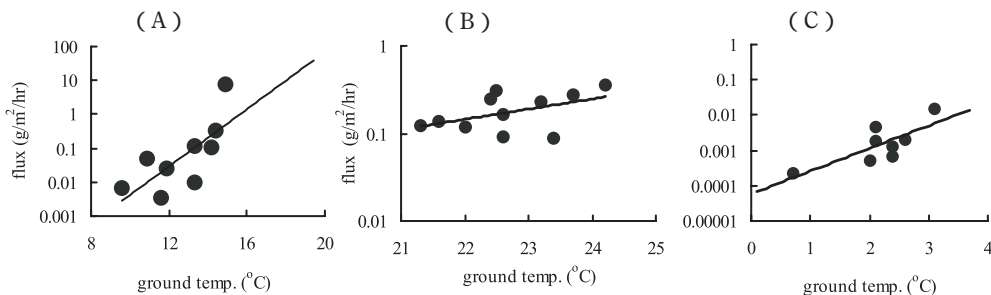 (A)
100
10
1
0.1
0.01
0.001
8 12 16 20
flux (g/m²/hr)
ground temp. (°C)
(B)
1
0.1
0.01
21 22 23 24 25
flux (g/m²/hr)
ground temp. (°C)
(C)
1
0.1
0.01
0.001
0.0001
0.00001
0 1 2 3 4
ground temp. (°C)